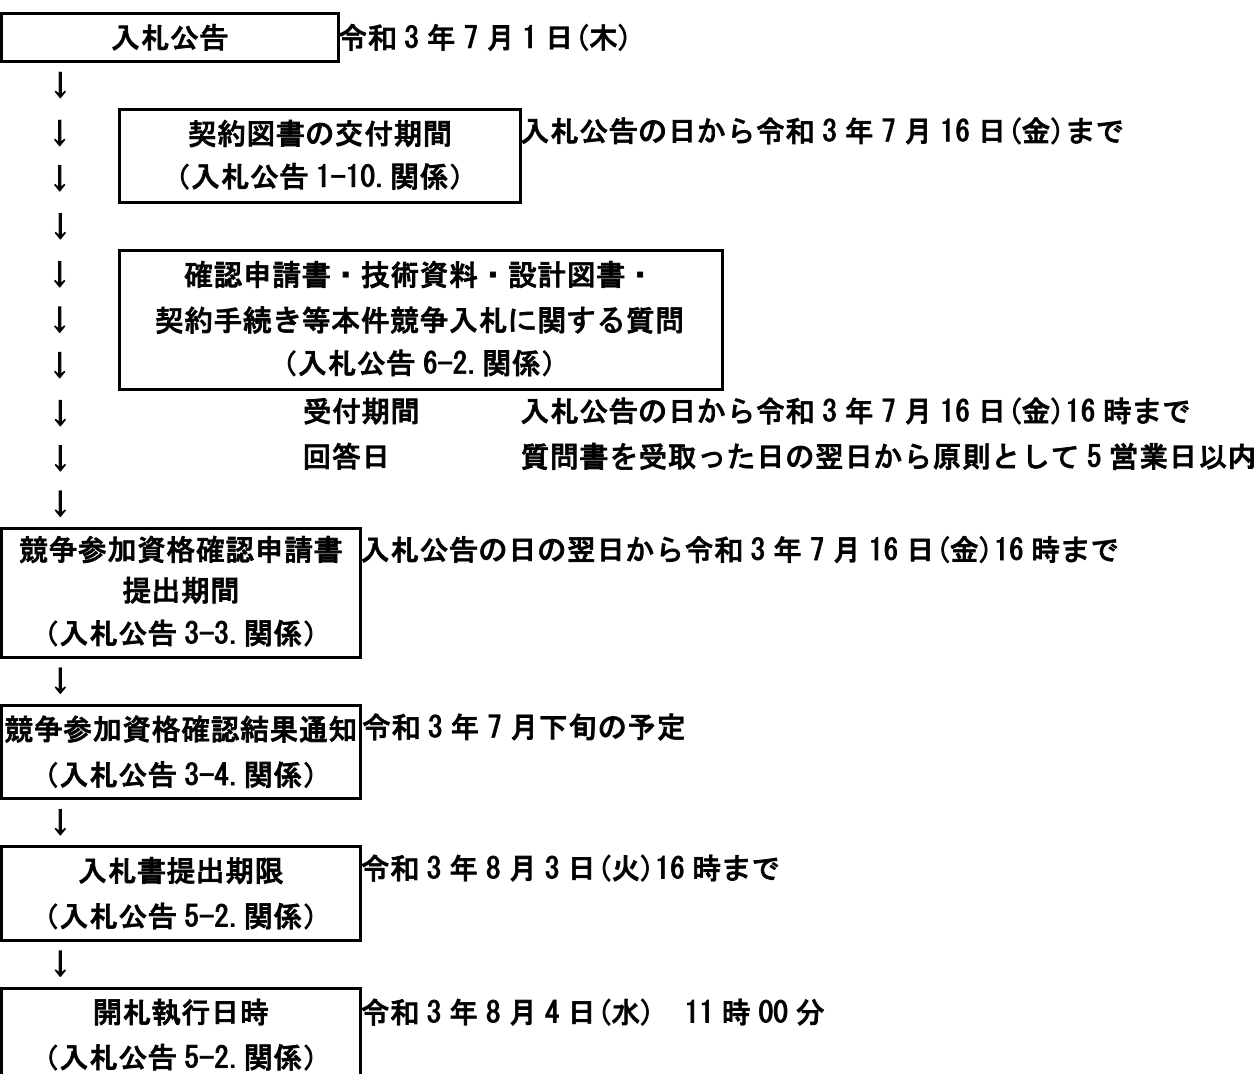 入札公告 令和3年7月1日(木)
↓
↓ 契約図書の交付期間 入札公告の日から令和3年7月16日(金)まで
↓ (入札公告1-10.関係)
↓
↓ 確認申請書・技術資料・設計図書・
↓ 契約手続き等本件競争入札に関する質問
↓ (入札公告6-2.関係)
↓ 受付期間 入札公告の日から令和3年7月16日(金)16時まで
↓ 回答日 質問書を受取った日の翌日から原則として5営業日以内
↓
競争参加資格確認申請書 入札公告の日の翌日から令和3年7月16日(金)16時まで
提出期間
(入札公告3-3.関係)
↓
競争参加資格確認結果通知 令和3年7月下旬の予定
(入札公告3-4.関係)
↓
入札書提出期限 令和3年8月3日(火)16時まで
(入札公告5-2.関係)
↓
開札執行日時 令和3年8月4日(水) 11時00分
(入札公告5-2.関係)